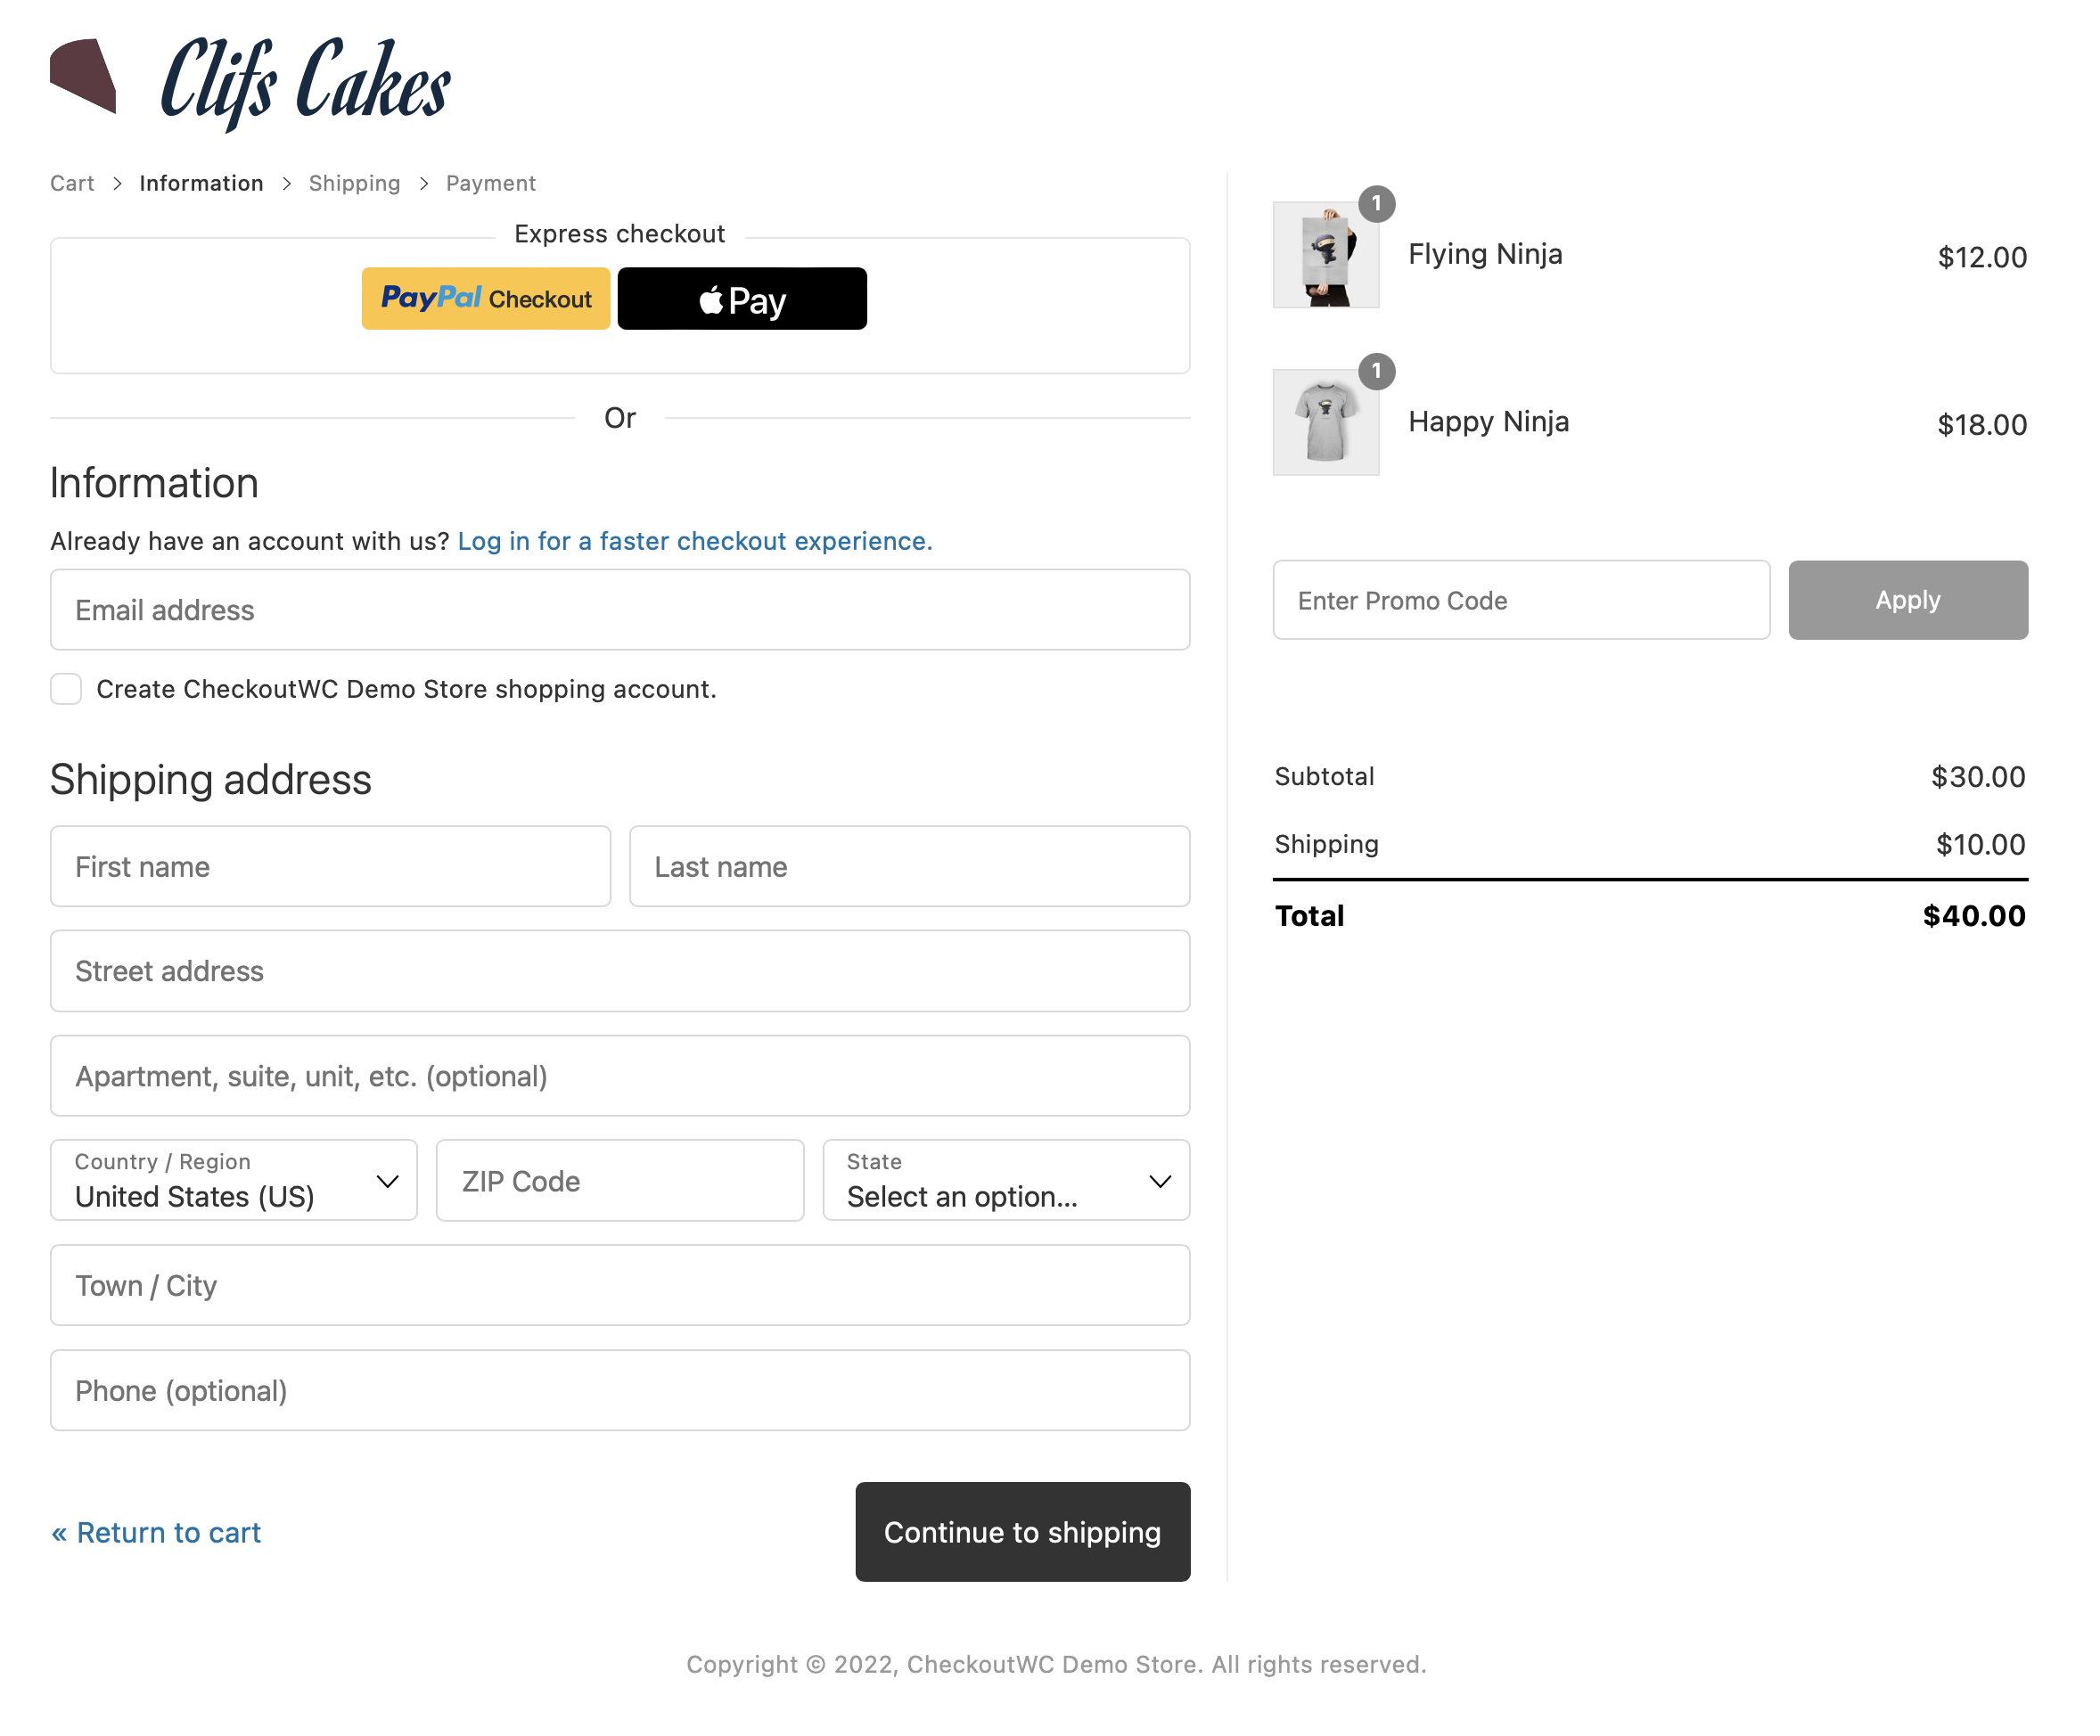 Clifs Cakes
Cart > Information > Shipping > Payment
Express checkout
PayPal Checkout
Pay
Or
Information
Already have an account with us? Log in for a faster checkout experience.
Email address
Create CheckoutWC Demo Store shopping account.
Shipping address
First name
Last name
Street address
Apartment, suite, unit, etc. (optional)
Country / Region
United States (US)
ZIP Code
State
Select an option...
Town / City
Phone (optional)
« Return to cart
Continue to shipping
1
Flying Ninja
$12.00
1
Happy Ninja
$18.00
Enter Promo Code
Apply
Subtotal
$30.00
Shipping
$10.00
Total
$40.00
Copyright © 2022, CheckoutWC Demo Store. All rights reserved.